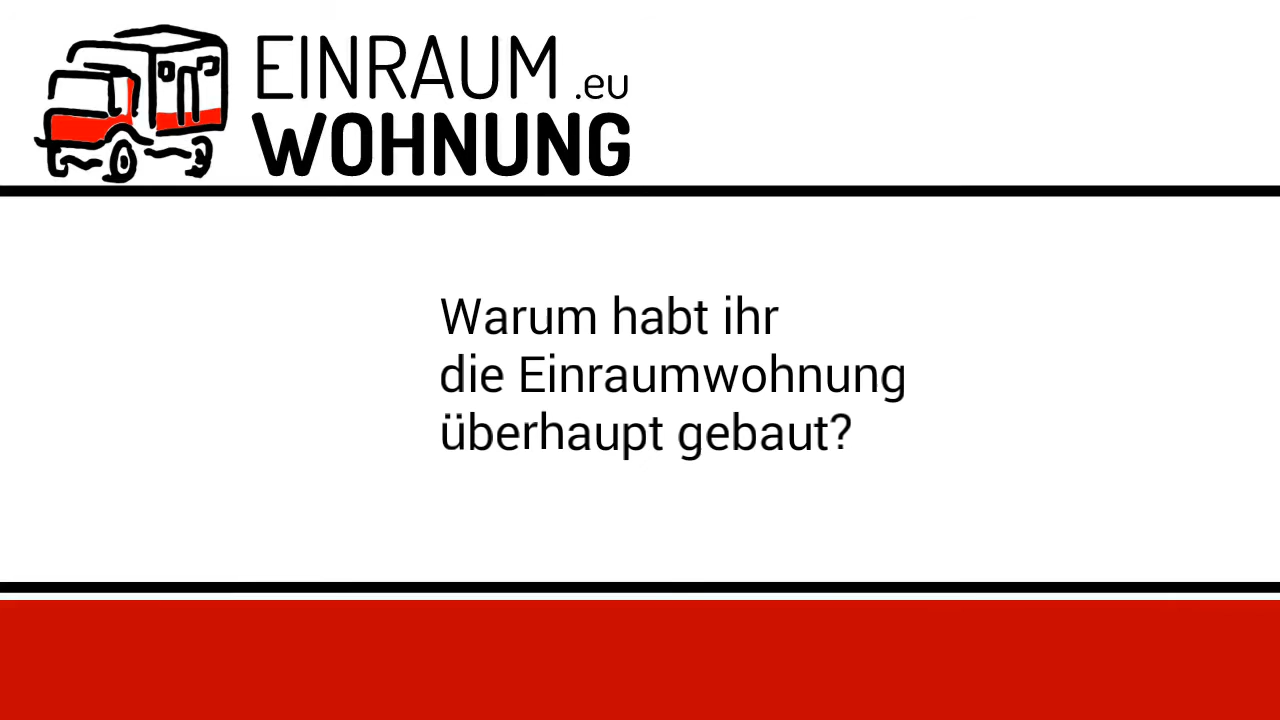 EINRAUM.eu
WOHNUNG
Warum habt ihr
die Einraumwohnung
überhaupt gebaut?